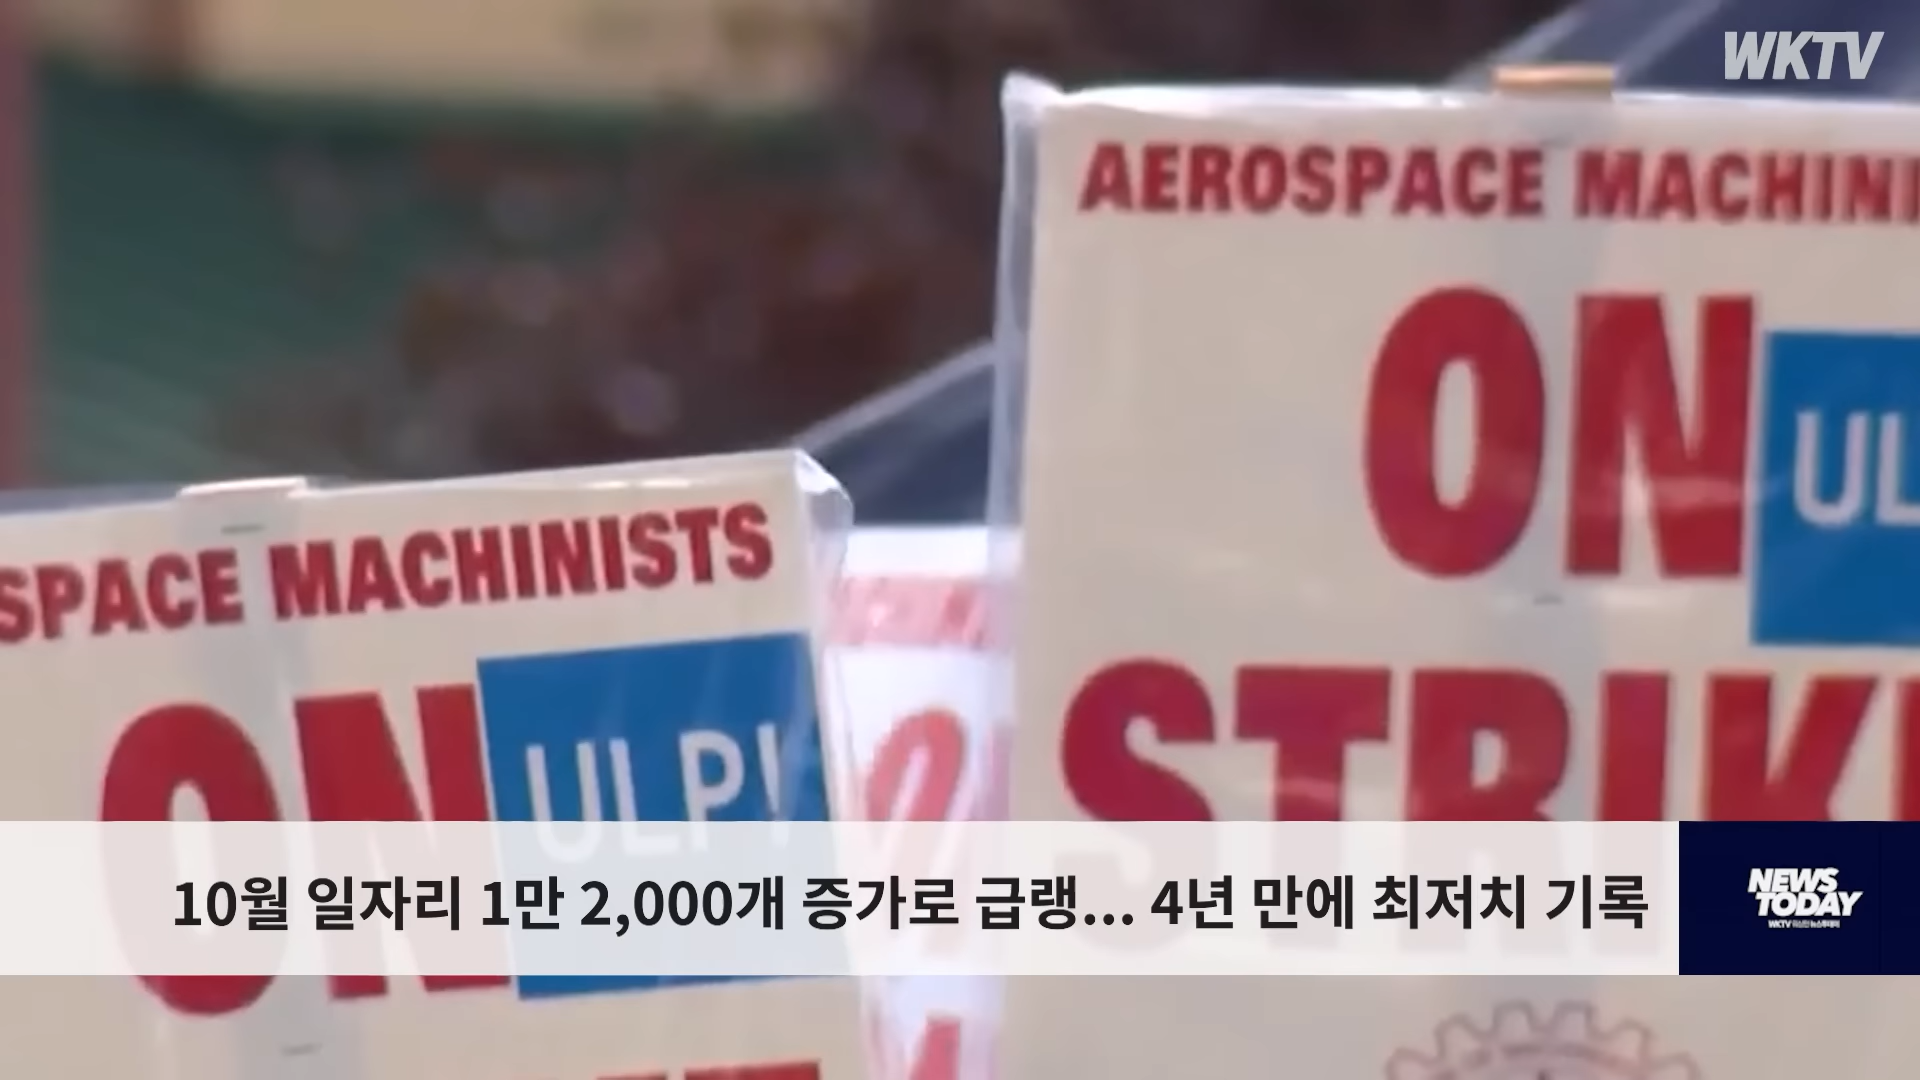 WKTV
AEROSPACE MACHINI
ON
UL
STRIK
SPACE MACHINISTS
ON
ULP!
10월 일자리 1만 2,000개 증가로 급랭... 4년 만에 최저치 기록
NEWS
TODAY